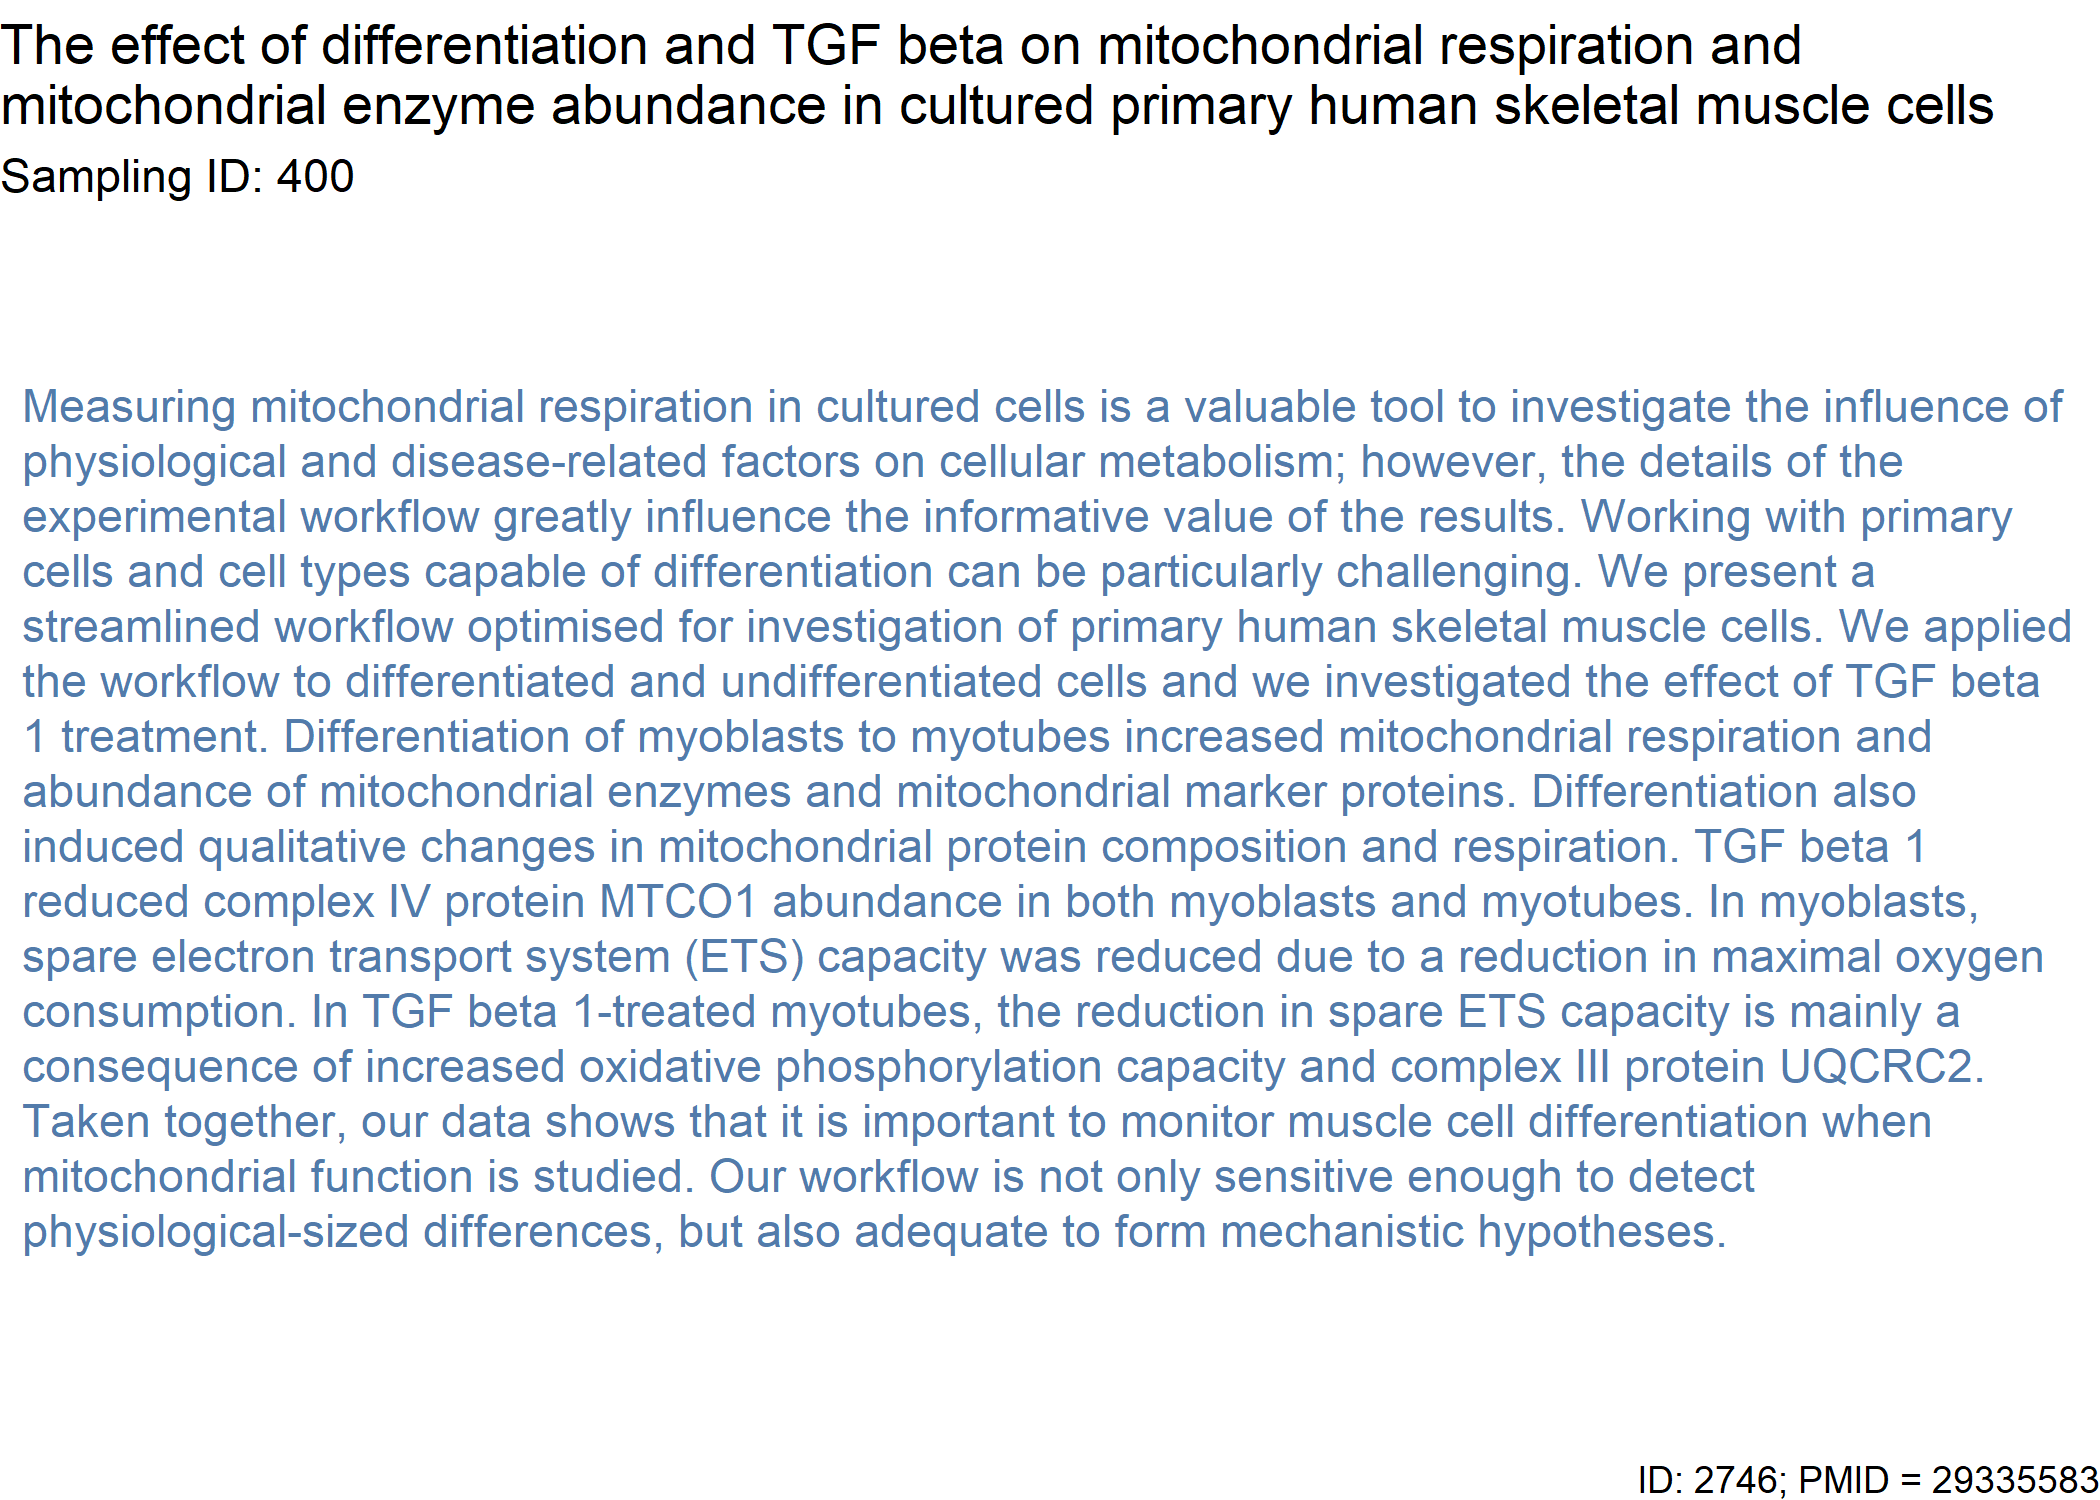 The effect of differentiation and TGF beta on mitochondrial respiration and
mitochondrial enzyme abundance in cultured primary human skeletal muscle cells
Sampling ID: 400
Measuring mitochondrial respiration in cultured cells is a valuable tool to investigate the influence of
physiological and disease-related factors on cellular metabolism; however, the details of the
experimental workflow greatly influence the informative value of the results. Working with primary
cells and cell types capable of differentiation can be particularly challenging. We present a
streamlined workflow optimised for investigation of primary human skeletal muscle cells. We applied
the workflow to differentiated and undifferentiated cells and we investigated the effect of TGF beta
1 treatment. Differentiation of myoblasts to myotubes increased mitochondrial respiration and
abundance of mitochondrial enzymes and mitochondrial marker proteins. Differentiation also
induced qualitative changes in mitochondrial protein composition and respiration. TGF beta 1
reduced complex IV protein MTCO1 abundance in both myoblasts and myotubes. In myoblasts,
spare electron transport system (ETS) capacity was reduced due to a reduction in maximal oxygen
consumption. In TGF beta 1-treated myotubes, the reduction in spare ETS capacity is mainly a
consequence of increased oxidative phosphorylation capacity and complex III protein UQCRC2.
Taken together, our data shows that it is important to monitor muscle cell differentiation when
mitochondrial function is studied. Our workflow is not only sensitive enough to detect
physiological-sized differences, but also adequate to form mechanistic hypotheses.
ID: 2746; PMID = 29335583